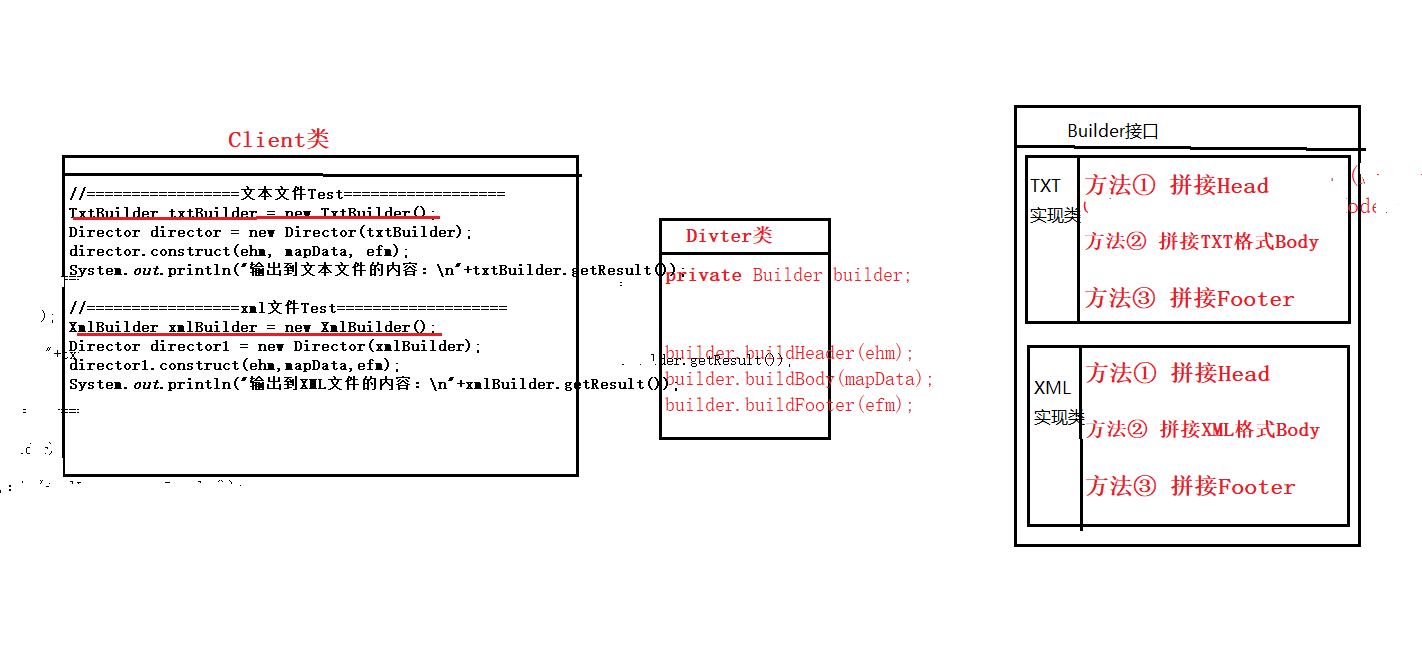 Client类
//=================文本文件Test==================
TxtBuilder txtBuilder = new TxtBuilder();
Director director = new Director(txtBuilder);
director.construct(ehm, mapData, efm);
System.out.println("输出到文本文件的内容：\n"+txtBuilder.getResult());
//=================xml文件Test===================
XmlBuilder xmlBuilder = new XmlBuilder();
Director director1 = new Director(xmlBuilder);
director1.construct(ehm,mapData,efm);
System.out.println("输出到XML文件的内容：\n"+xmlBuilder.getResult());
Divter类
private Builder builder;
builder.buildHeader(ehm);
lder.getResult());
builder.buildBody(mapData);
builder.buildFooter(efm);
Builder接口
TXT
实现类
方法① 拼接Head
方法② 拼接TXT格式Body
方法③ 拼接Footer
XML
实现类
方法① 拼接Head
方法② 拼接XML格式Body
方法③ 拼接Footer
);
"+tx